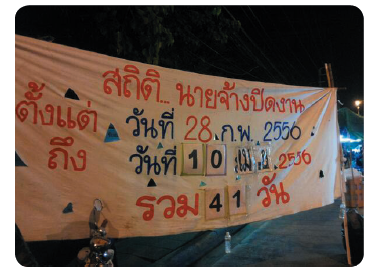 สถิติ... นายจ้างปิดงาน
ตั้งแต่ วันที่ 28 ก.พ. 2556
ถึง วันที่ 10 เม.ย. 2556
รวม 41 วัน